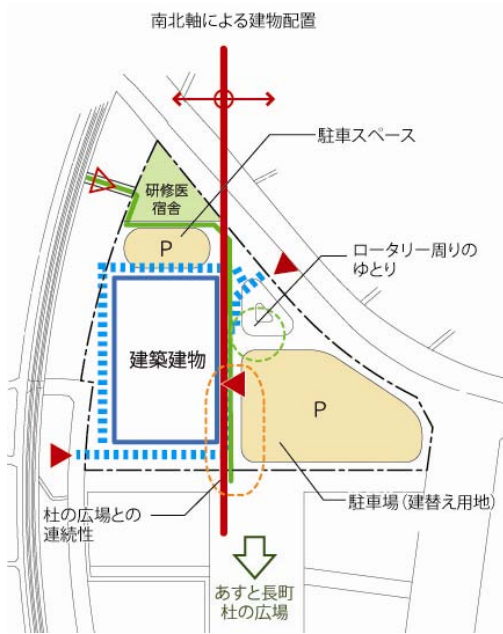 南北軸による建物配置
駐車スペース
研修医
宿舎
P
ロータリー周りの
ゆとり
建築建物
P
杜の広場との
連続性
駐車場（建替え用地）
あすと長町
杜の広場